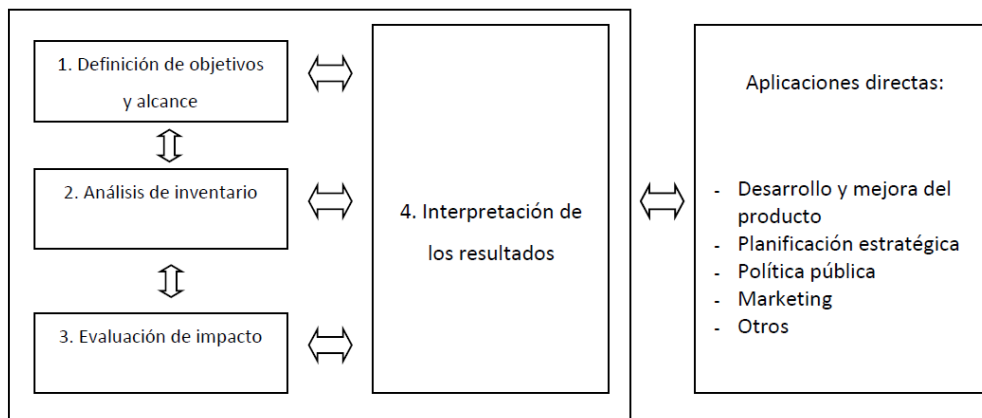 1. Definición de objetivos
y alcance
2. Análisis de inventario
3. Evaluación de impacto
4. Interpretación de
los resultados
Aplicaciones directas:
- Desarrollo y mejora del
producto
- Planificación estratégica
- Política pública
- Marketing
- Otros